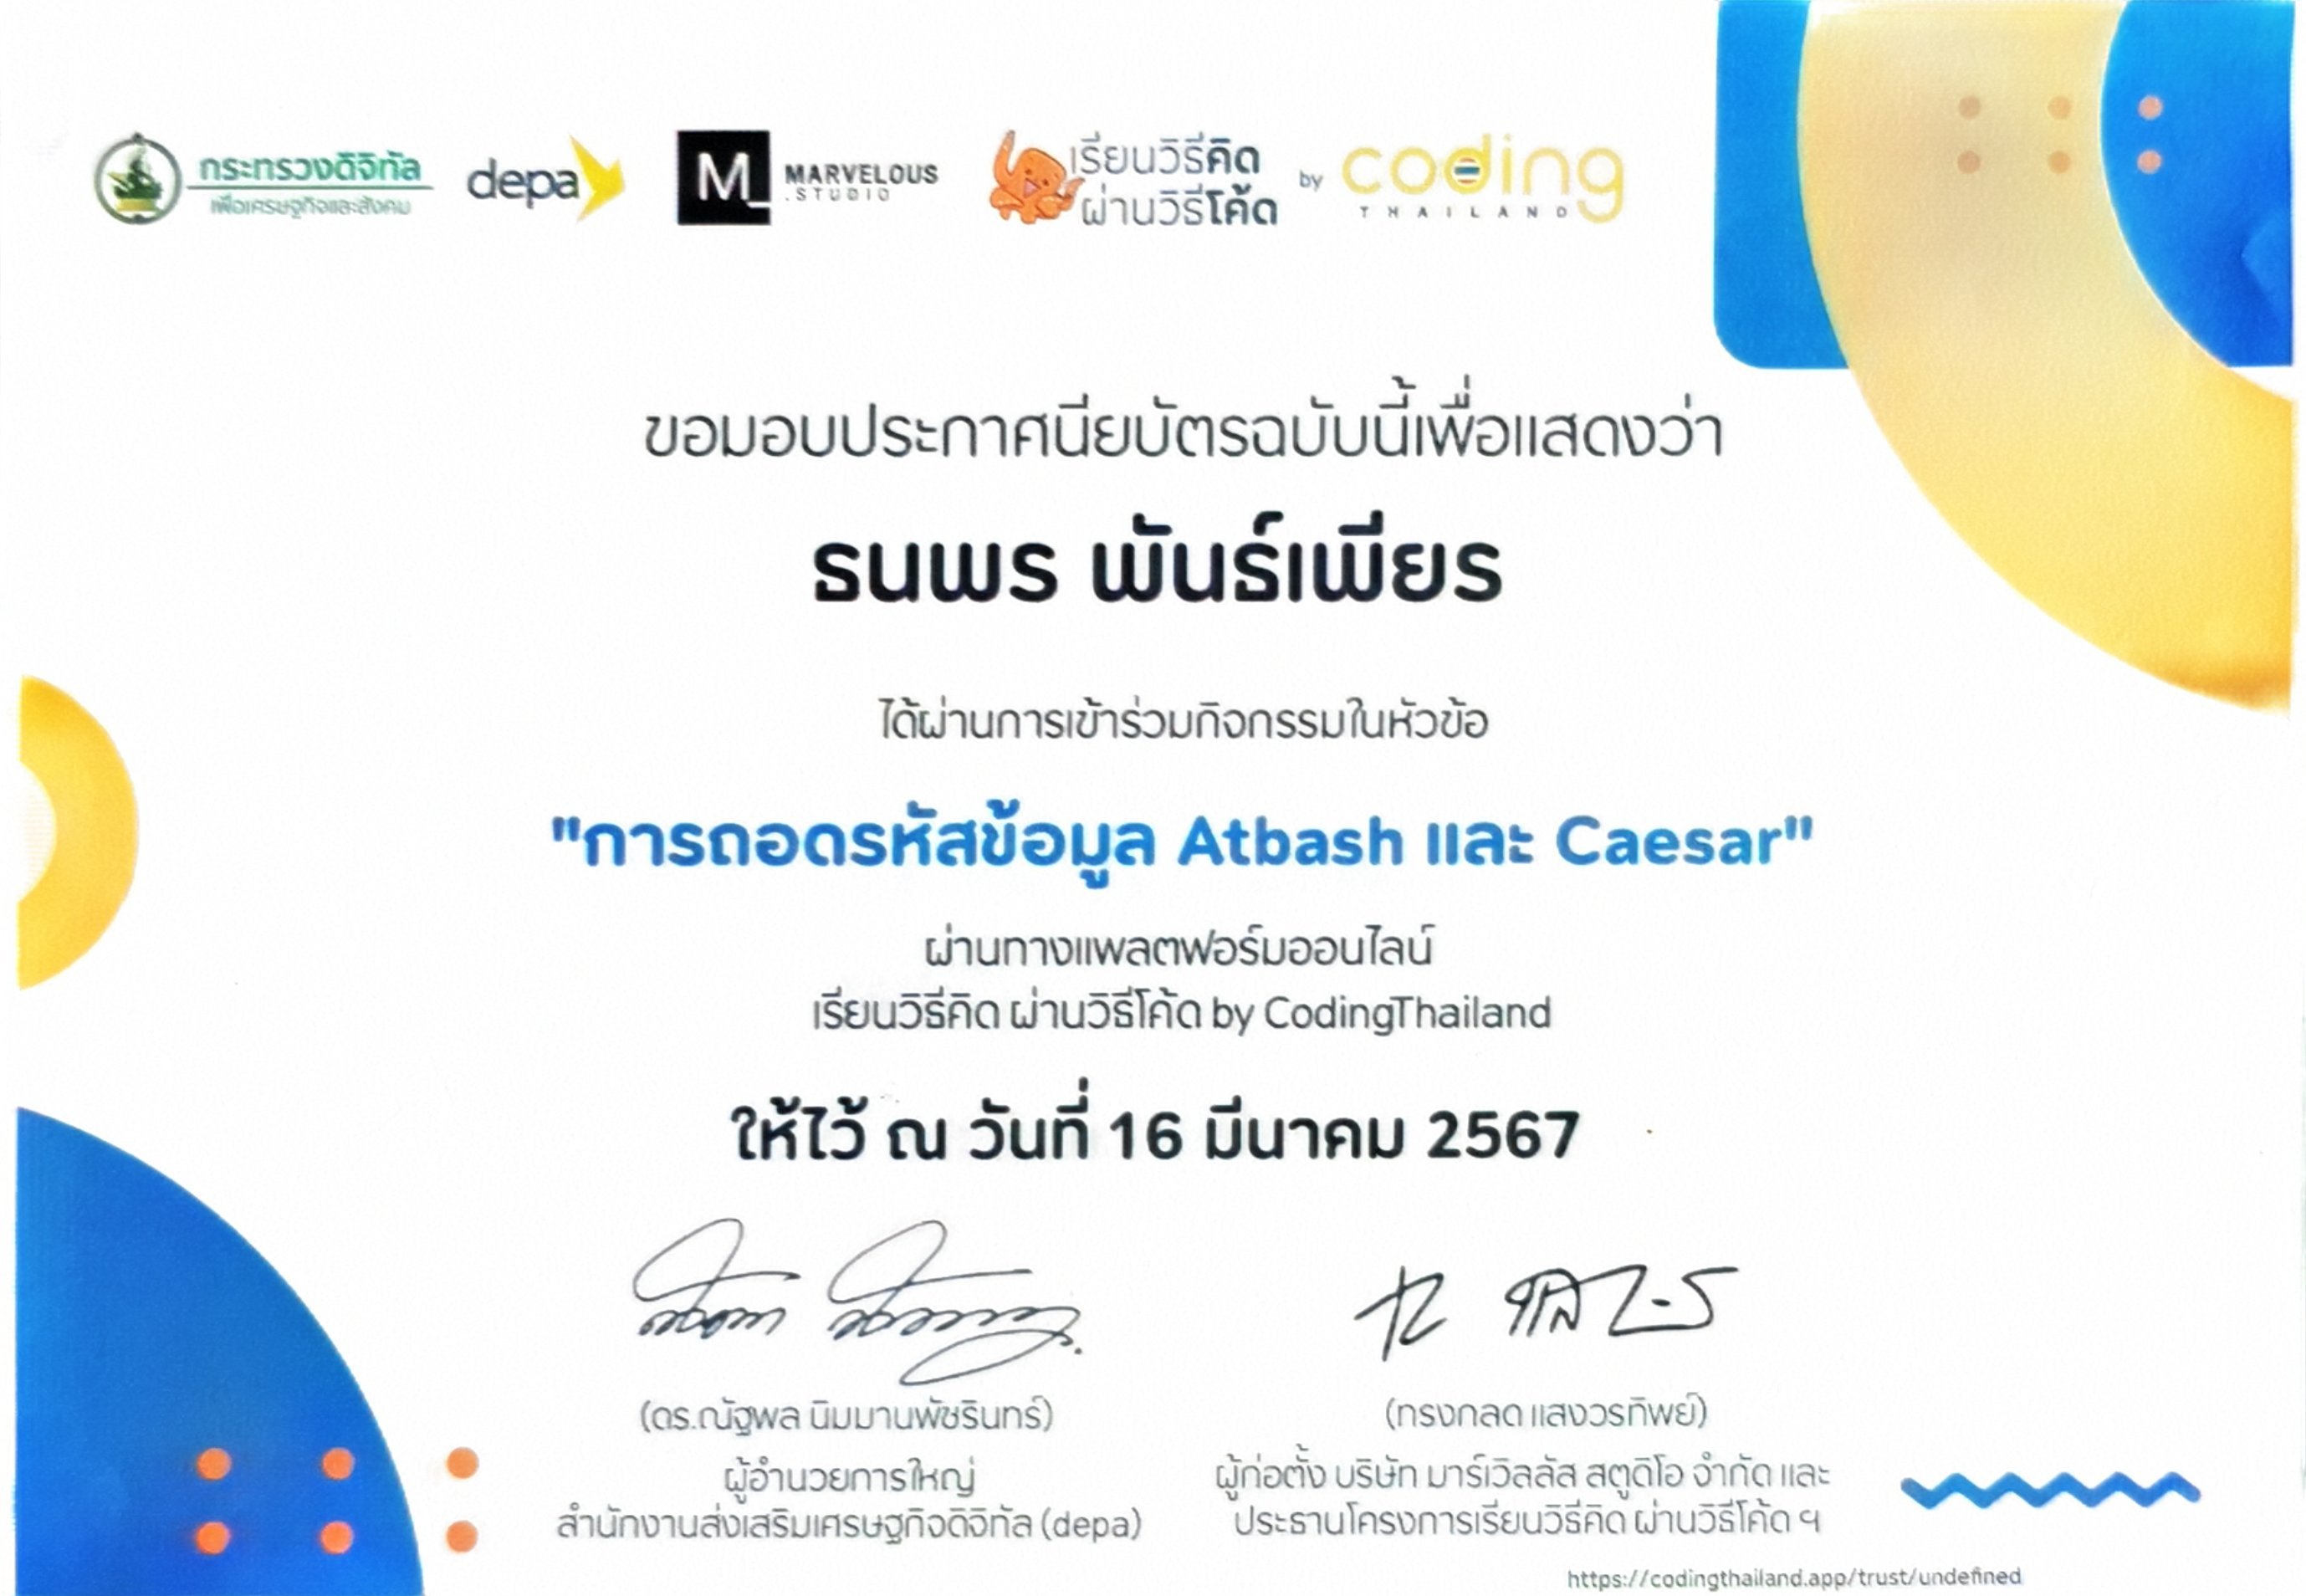 กระทรวงดิจิทัล
เพื่อเศรษฐกิจและสังคม
depa
M_ MARVELOUS
.STUDIO
เรียนวิธีคิด
ผ่านวิธีโค้ด
by coding
THAILAND
ขอมอบประกาศนียบัตรฉบับนี้เพื่อแสดงว่า
ธนพร พันธ์เพียร
ได้ผ่านการเข้าร่วมกิจกรรมในหัวข้อ
"การถอดรหัสข้อมูล Atbash และ Caesar"
ผ่านทางแพลตฟอร์มออนไลน์
เรียนวิธีคิด ผ่านวิธีโค้ด by CodingThailand
ให้ไว้ ณ วันที่ 16 มีนาคม 2567
(ดร.ณัฐพล นิมมานพัชรินทร์)
ผู้อำนวยการใหญ่
สำนักงานส่งเสริมเศรษฐกิจดิจิทัล (depa)
(ทรงกลด แสงวรทิพย์)
ผู้ก่อตั้ง บริษัท มาร์เวิลลัส สตูดิโอ จำกัด และ
ประธานโครงการเรียนวิธีคิด ผ่านวิธีโค้ด ฯ
https://codingthailand.app/trust/undefined